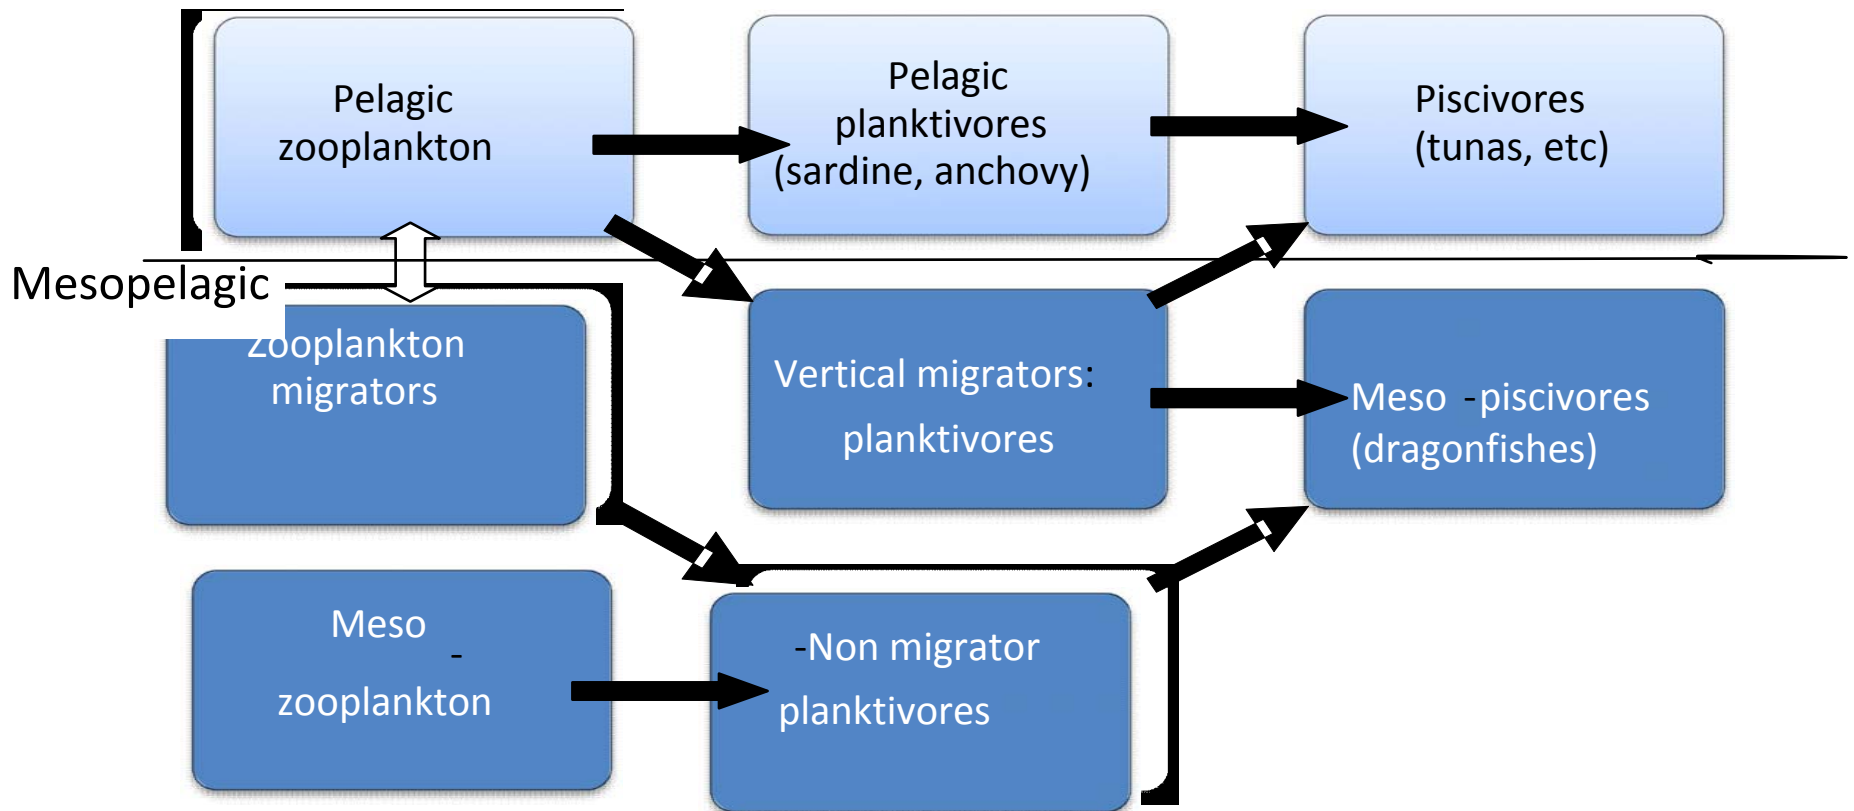 Pelagic
zooplankton
Pelagic
planktivores
(sardine, anchovy)
Piscivores
(tunas, etc)
Mesopelagic
Zooplankton
migrators
Vertical migrators:
planktivores
Meso -piscivores
(dragonfishes)
Meso
-
zooplankton
-Non migrator
planktivores